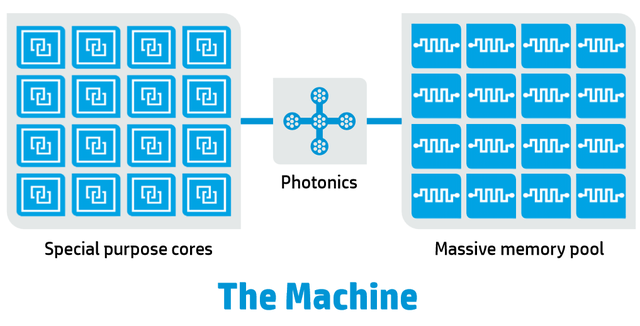 Photonics
Special purpose cores
Massive memory pool
The Machine